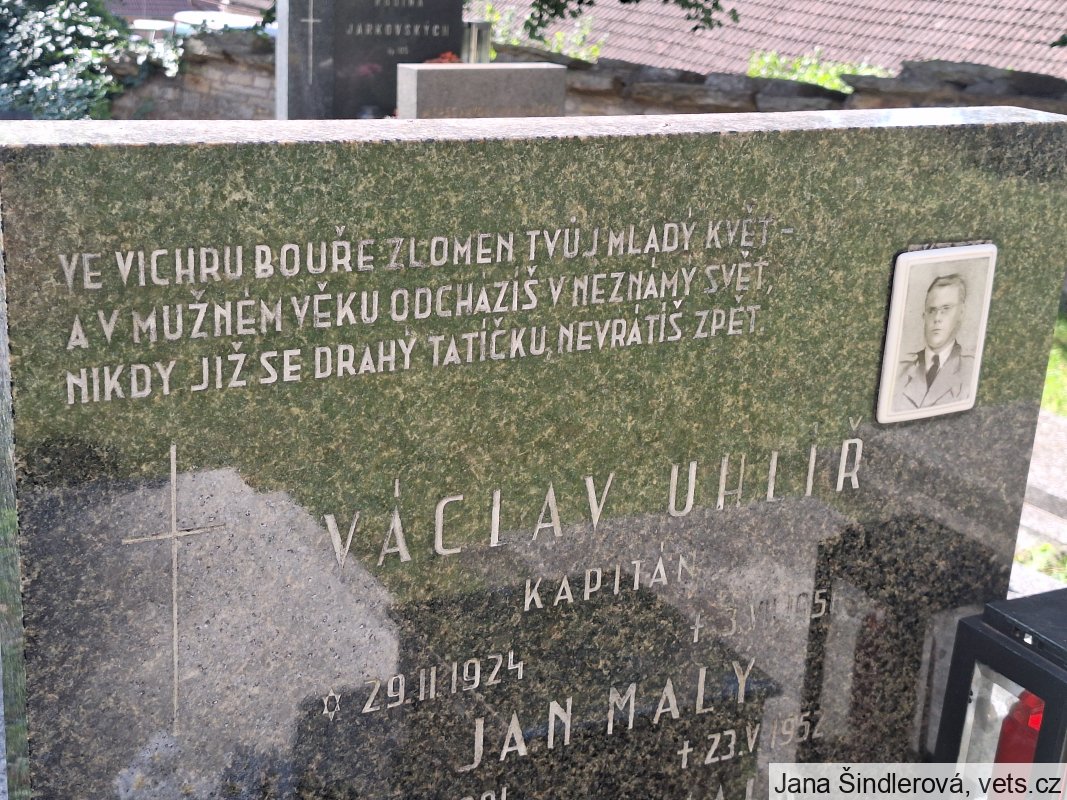 RODINA
JARKOVSKÝCH
VE VICHRU BOUŘE ZLOMEN TVŮJ MLADÝ KVĚT -
A V MUŽNÉM VĚKU ODCHÁZÍŠ V NEZNÁMÝ SVĚT,
NIKDY JIŽ SE DRAHÝ TATÍČKU, NEVRÁTÍŠ ZPĚT.
VÁCLAV UHLÍŘ
KAPITÁN
29.II.1924
JAN MALÝ
+ 23.V.1952
Jana Šindlerová, vets.cz